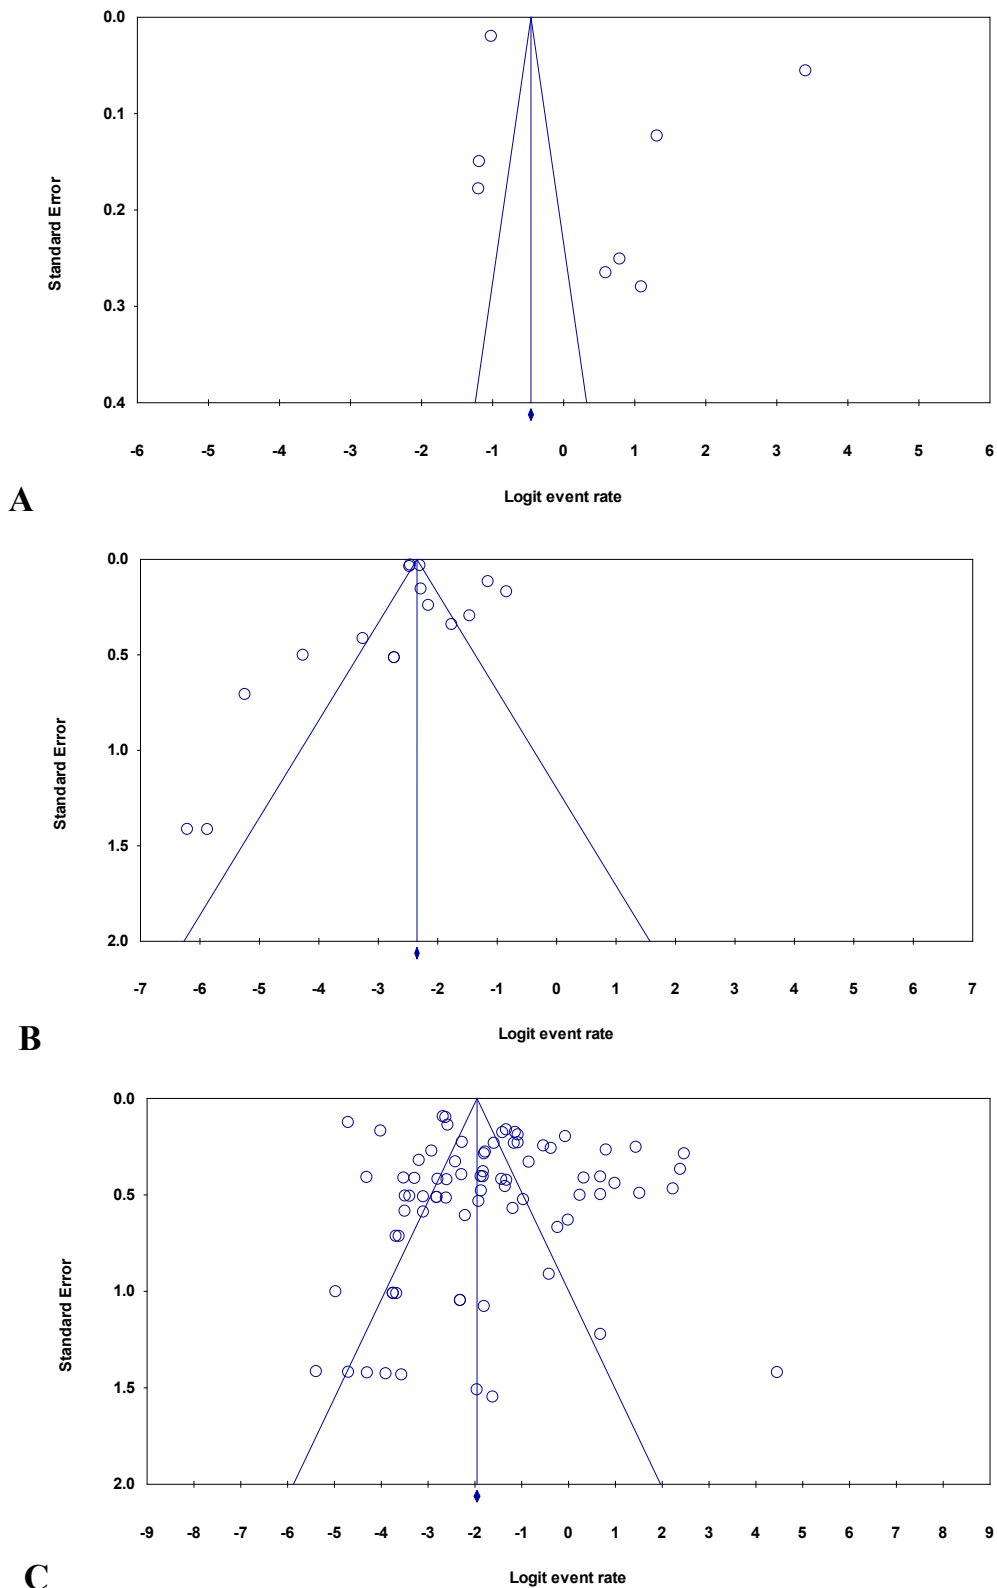 0.0
0.1
0.2
0.3
0.4
Standard Error
-6 -5 -4 -3 -2 -1 0 1 2 3 4 5 6
Logit event rate
A
0.0
0.5
1.0
1.5
2.0
Standard Error
-7 -6 -5 -4 -3 -2 -1 0 1 2 3 4 5 6 7
Logit event rate
B
0.0
0.5
1.0
1.5
2.0
Standard Error
-9 -8 -7 -6 -5 -4 -3 -2 -1 0 1 2 3 4 5 6 7 8 9
Logit event rate
C